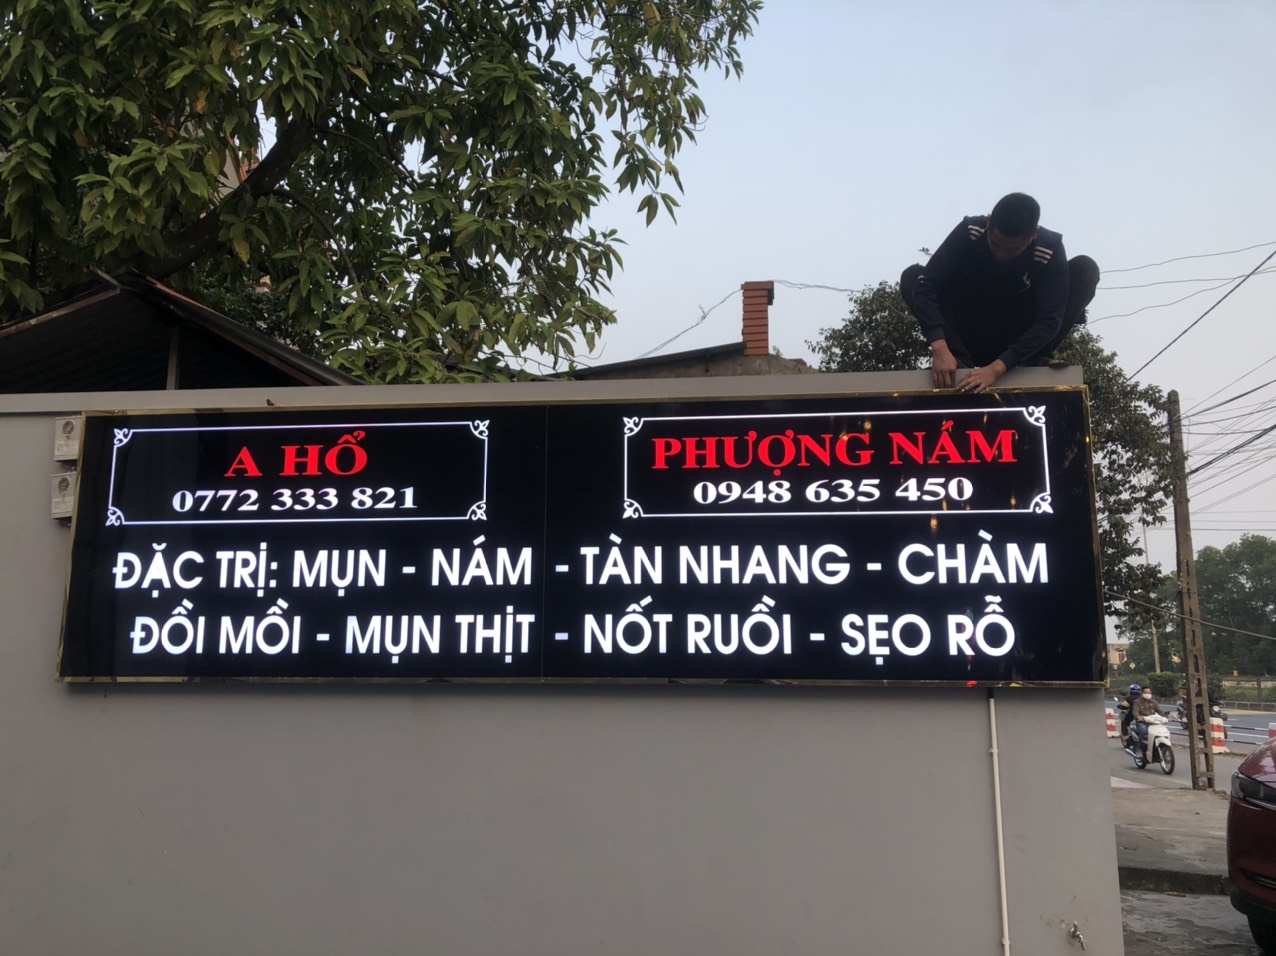 A HỔ
07772 333 821
PHƯỢNG NÁM
0948 635 450
ĐẶC TRỊ: MỤN - NÁM - TÀN NHANG - CHÀM
ĐỒI MỒI - MỤN THỊT - NỐT RUỒI - SẸO RỖ